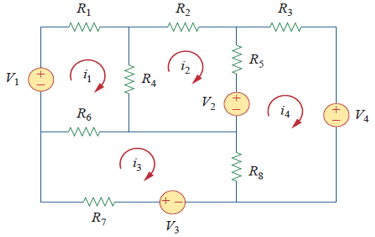 R1 R2 R3
V1 + − i1 R4 i2 R5
V2 + − i4 + − V4
R6
i3 R8
R7 + − V3